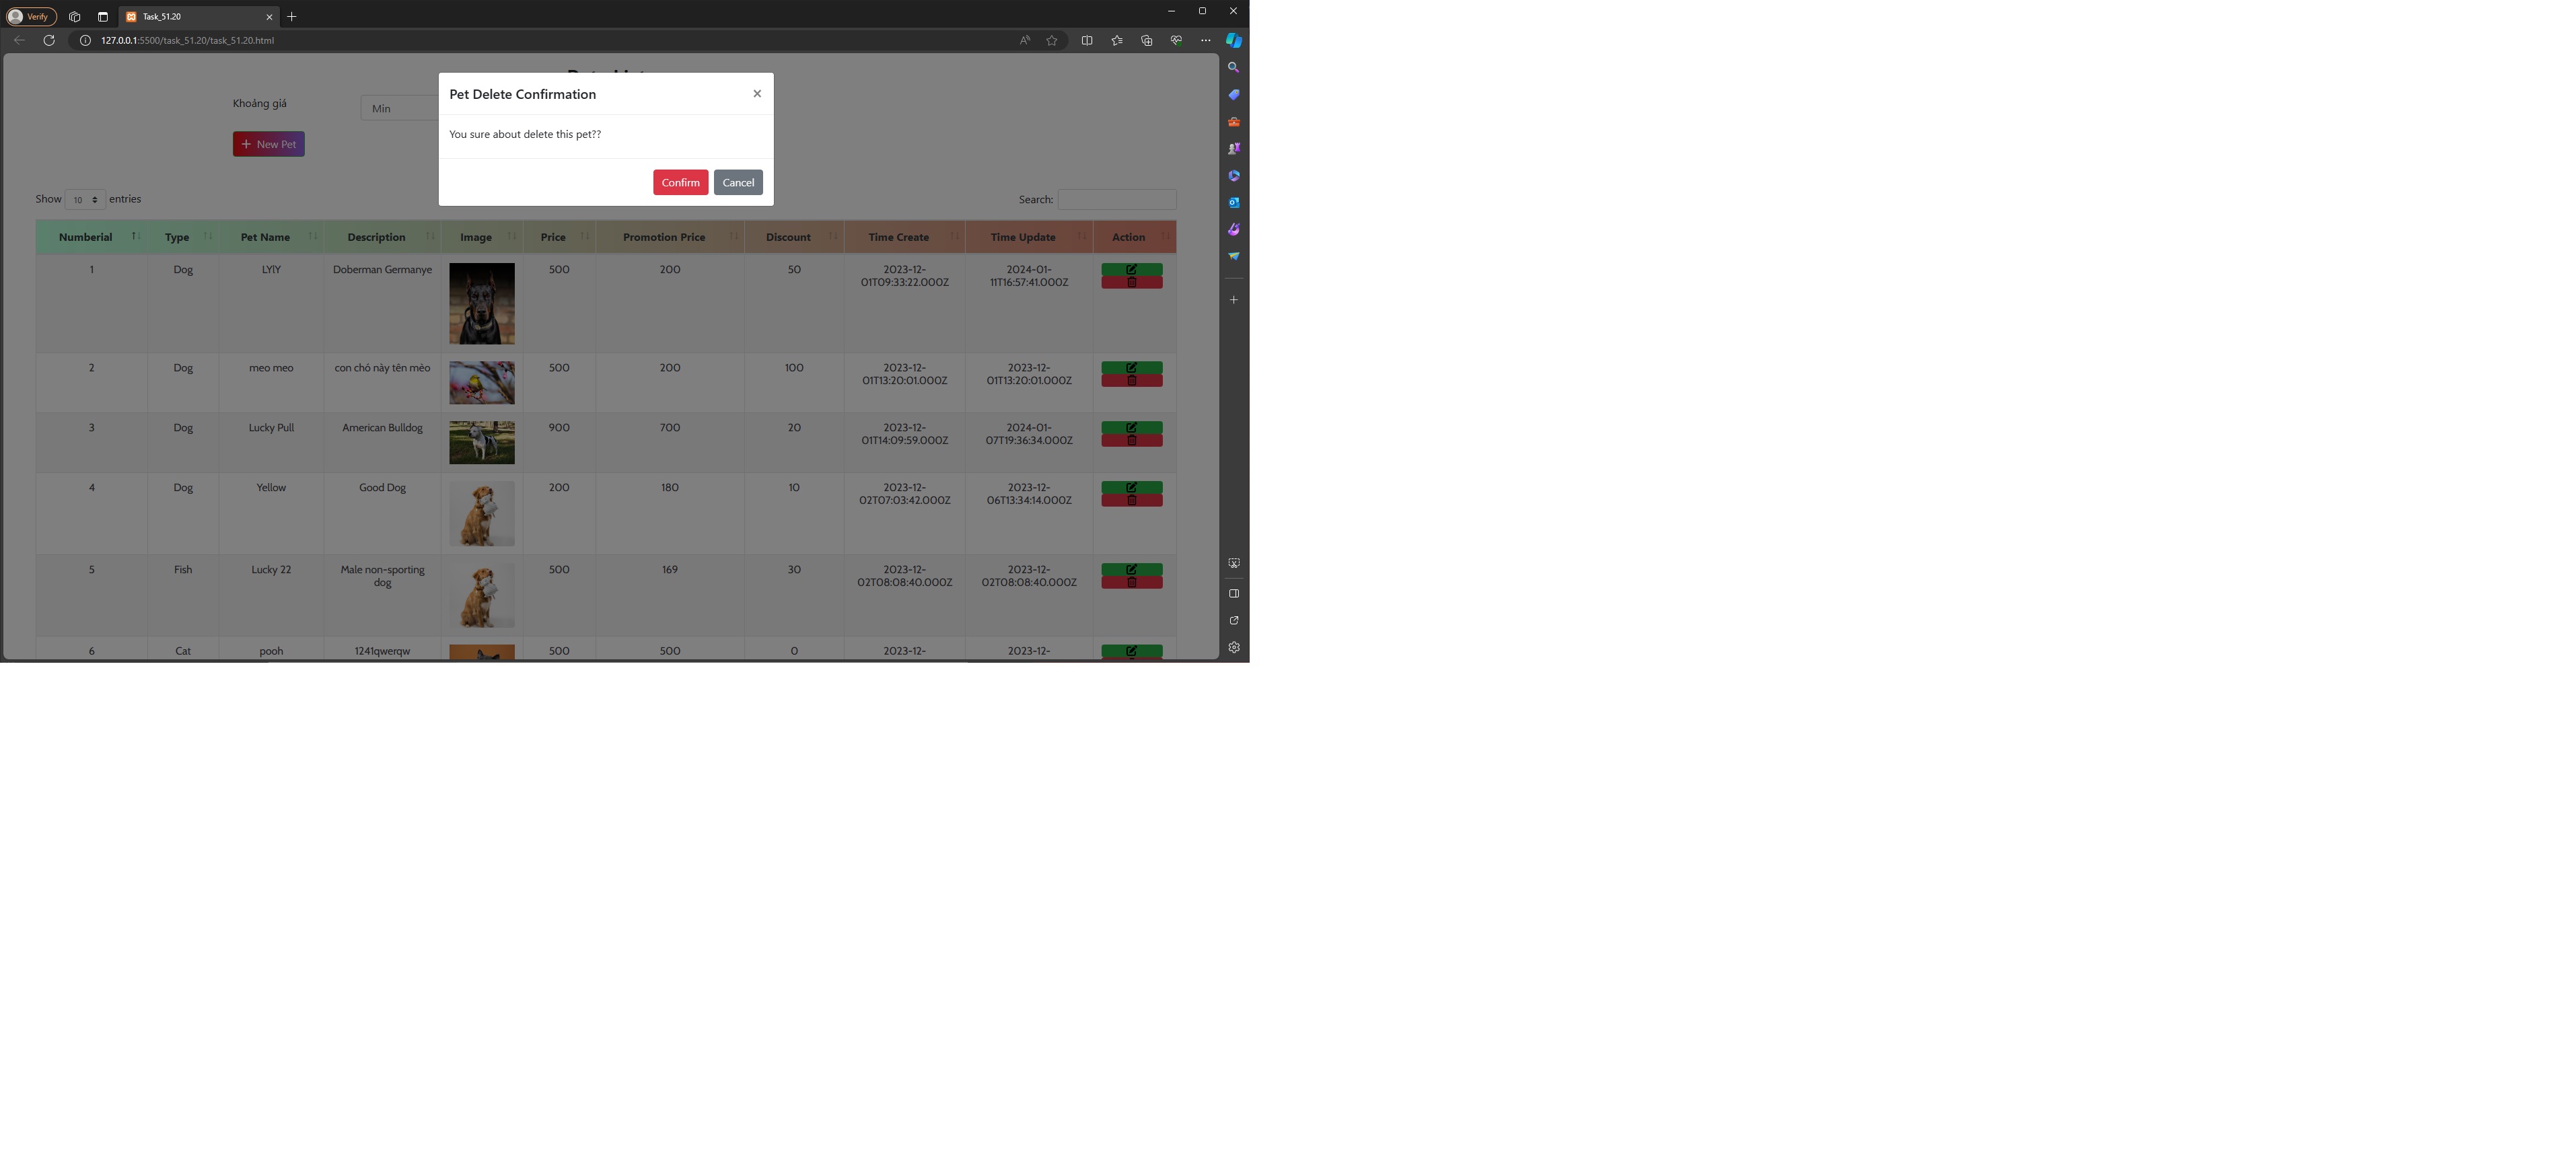 Verify
Task_51.20
127.0.0.1:5500/task_51.20/task_51.20.html
Pet Delete Confirmation
×
You sure about delete this pet??
Confirm Cancel
Khoảng giá Min
New Pet
Show 10 entries Search:
Numberial Type Pet Name Description Image Price Promotion Price Discount Time Create Time Update Action
1 Dog LYlY Doberman Germanye 500 200 50 2023-12- 2024-01-
01T09:33:22.000Z 11T16:57:41.000Z
2 Dog meo meo con chó này tên mèo 500 200 100 2023-12- 2023-12-
01T13:20:01.000Z 01T13:20:01.000Z
3 Dog Lucky Pull American Bulldog 900 700 20 2023-12- 2024-01-
01T14:09:59.000Z 07T19:36:34.000Z
4 Dog Yellow Good Dog 200 180 10 2023-12- 2023-12-
02T07:03:42.000Z 06T13:34:14.000Z
5 Fish Lucky 22 Male non-sporting 500 169 30 2023-12- 2023-12-
dog 02T08:08:40.000Z 02T08:08:40.000Z
6 Cat pooh 1241qwerqw 500 500 0 2023-12- 2023-12-